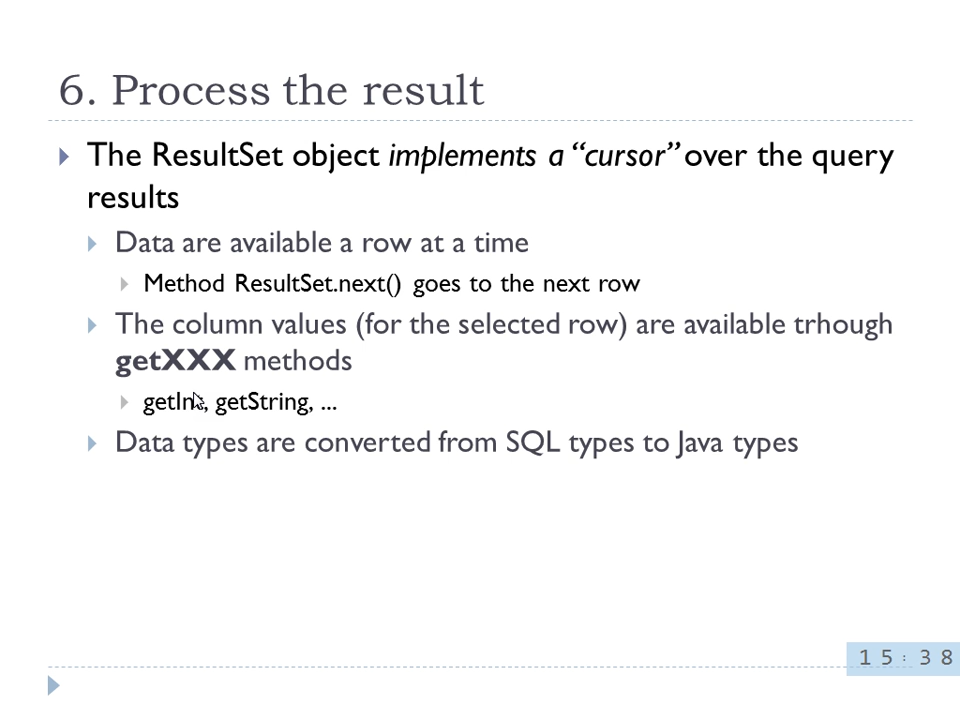 6. Process the result
The ResultSet object implements a “cursor” over the query
results
Data are available a row at a time
Method ResultSet.next() goes to the next row
The column values (for the selected row) are available trhough
getXXX methods
getInt, getString, ...
Data types are converted from SQL types to Java types
15:38